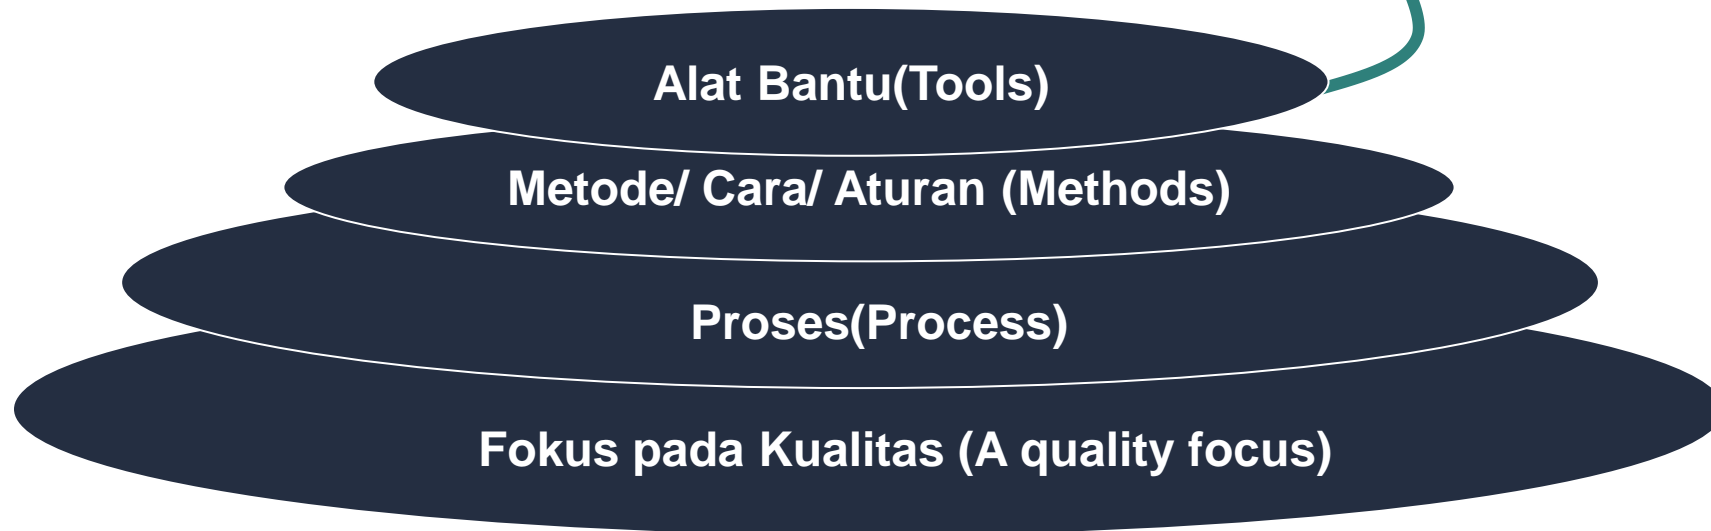 Alat Bantu(Tools)
Metode/ Cara/ Aturan (Methods)
Proses(Process)
Fokus pada Kualitas (A quality focus)